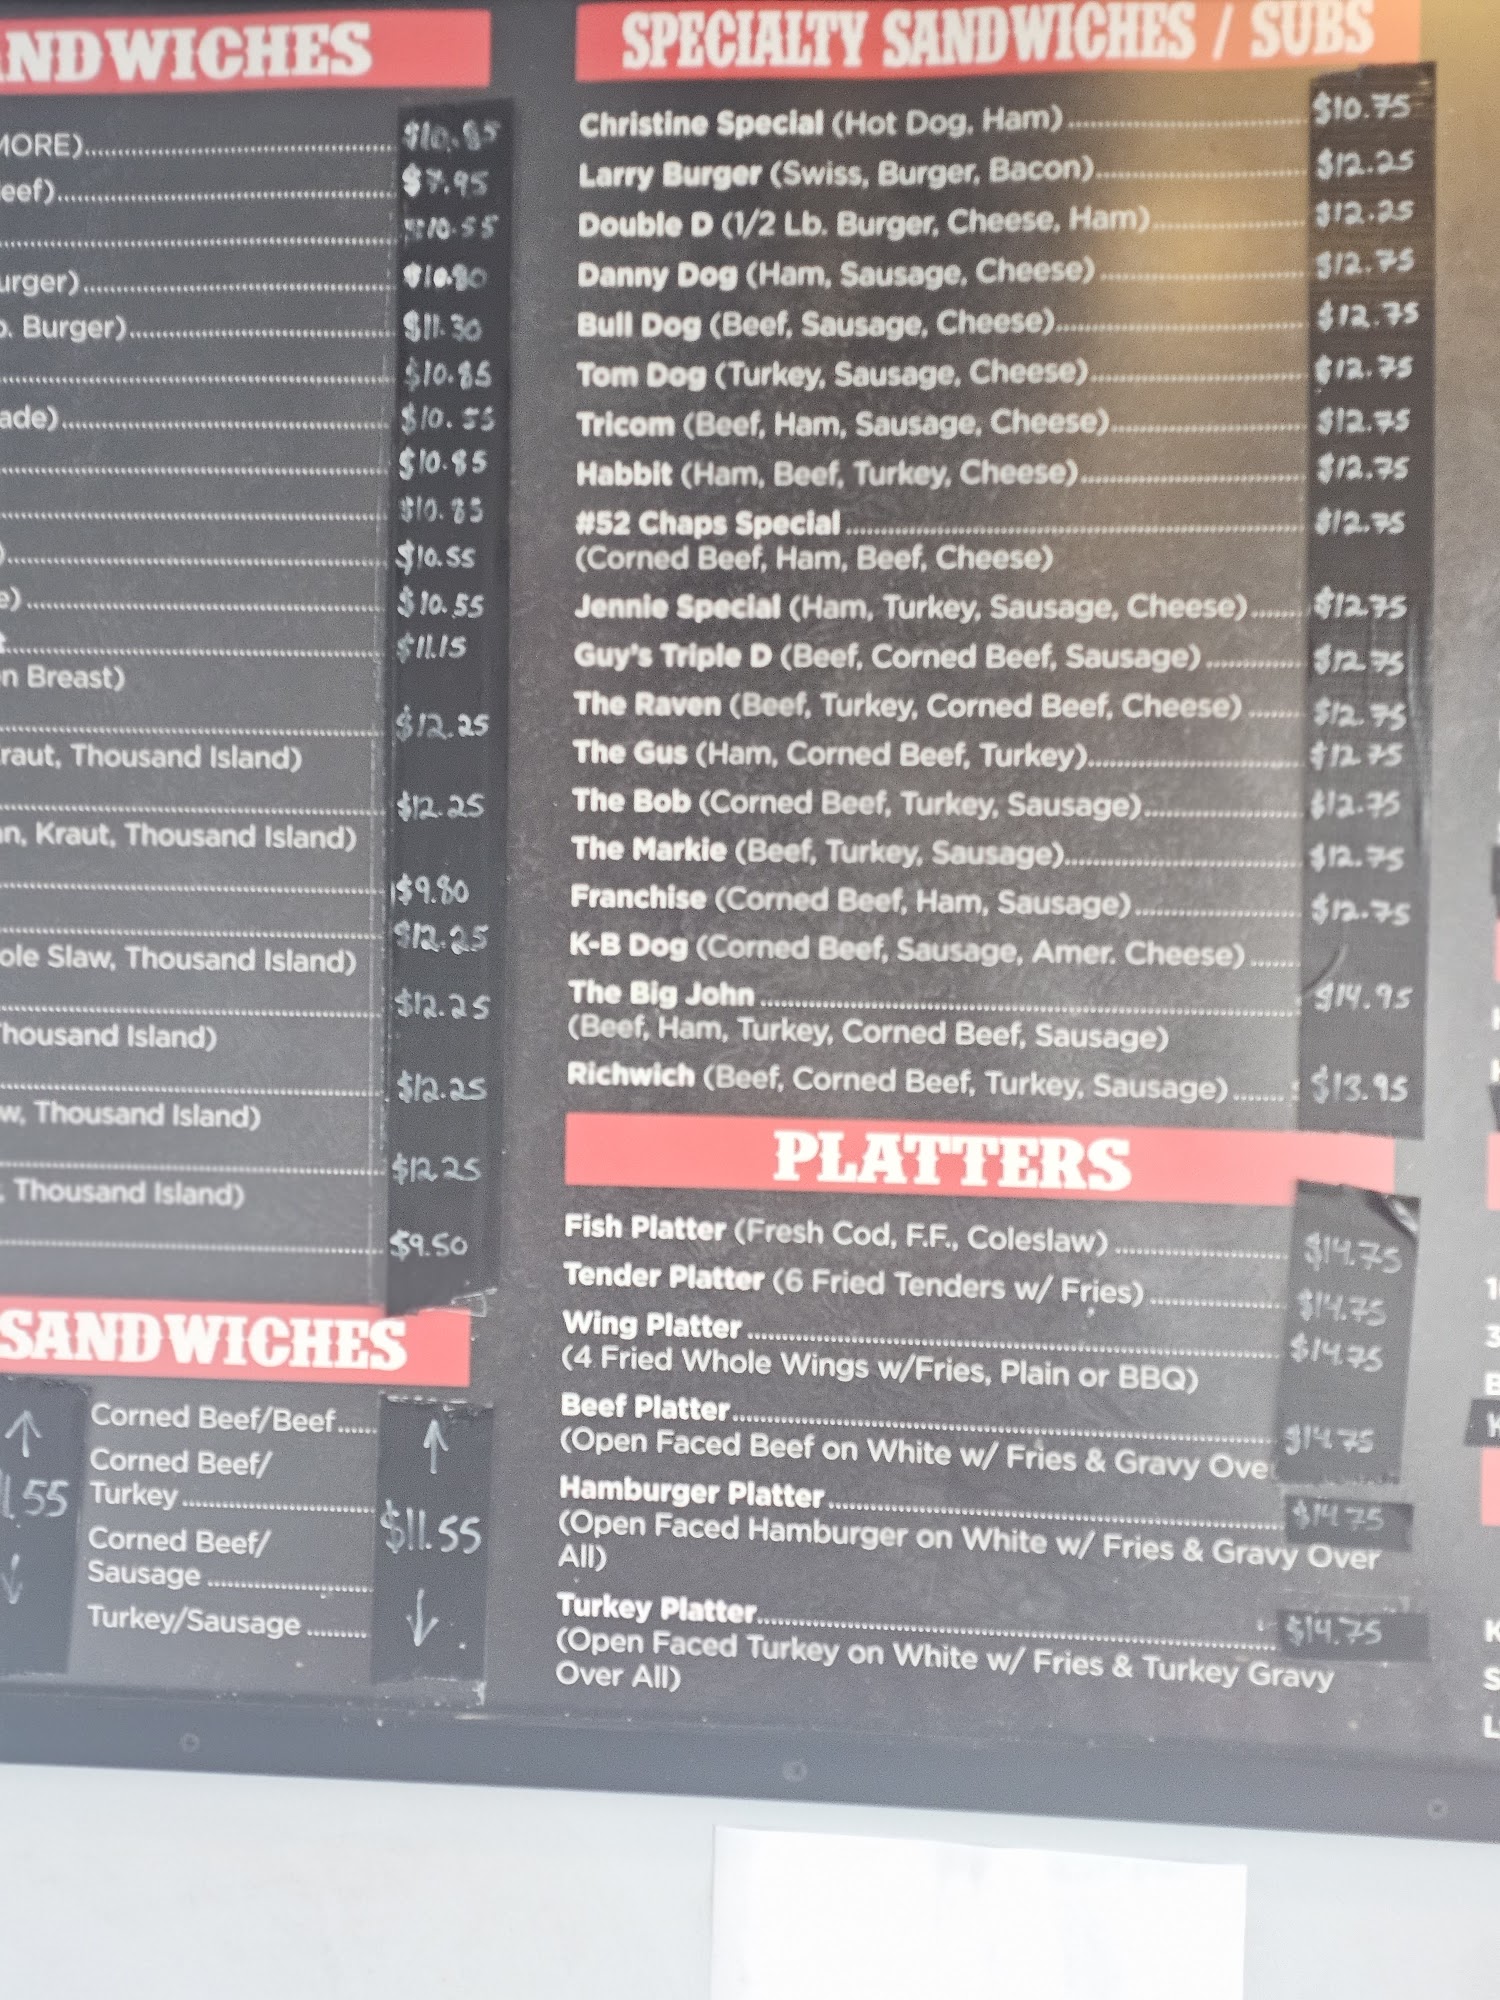 ANDWICHES
MORE) $10.85
eef) $7.95
$10.55
urger) $10.80
. Burger) $11.30
$10.85
ade) $10.55
$10.85
$10.85
) $10.55
e) $10.55
$11.15
n Breast)
$12.25
raut, Thousand Island)
$12.25
n, Kraut, Thousand Island)
$9.80
$12.25
ole Slaw, Thousand Island)
$12.25
Thousand Island)
$12.25
w, Thousand Island)
$12.25
, Thousand Island)
$9.50
SANDWICHES
1.55
Corned Beef/Beef
Corned Beef/
Turkey
Corned Beef/
Sausage
Turkey/Sausage
$11.55
SPECIALTY SANDWICHES / SUBS
Christine Special (Hot Dog, Ham) $10.75
Larry Burger (Swiss, Burger, Bacon) $12.25
Double D (1/2 Lb. Burger, Cheese, Ham) $12.25
Danny Dog (Ham, Sausage, Cheese) $12.75
Bull Dog (Beef, Sausage, Cheese) $12.75
Tom Dog (Turkey, Sausage, Cheese) $12.75
Tricom (Beef, Ham, Sausage, Cheese) $12.75
Habbit (Ham, Beef, Turkey, Cheese) $12.75
#52 Chaps Special $12.75
(Corned Beef, Ham, Beef, Cheese)
Jennie Special (Ham, Turkey, Sausage, Cheese) $12.75
Guy's Triple D (Beef, Corned Beef, Sausage) $12.75
The Raven (Beef, Turkey, Corned Beef, Cheese) $12.75
The Gus (Ham, Corned Beef, Turkey) $12.75
The Bob (Corned Beef, Turkey, Sausage) $12.75
The Markie (Beef, Turkey, Sausage) $12.75
Franchise (Corned Beef, Ham, Sausage) $12.75
K-B Dog (Corned Beef, Sausage, Amer. Cheese)
The Big John $14.95
(Beef, Ham, Turkey, Corned Beef, Sausage)
Richwich (Beef, Corned Beef, Turkey, Sausage) $13.95
PLATTERS
Fish Platter (Fresh Cod, F.F., Coleslaw) $14.75
Tender Platter (6 Fried Tenders w/ Fries) $14.75
Wing Platter $14.75
(4 Fried Whole Wings w/Fries, Plain or BBQ)
Beef Platter $14.75
(Open Faced Beef on White w/ Fries & Gravy Ove
Hamburger Platter $14.75
(Open Faced Hamburger on White w/ Fries & Gravy Over
All)
Turkey Platter $14.75
(Open Faced Turkey on White w/ Fries & Turkey Gravy
Over All)